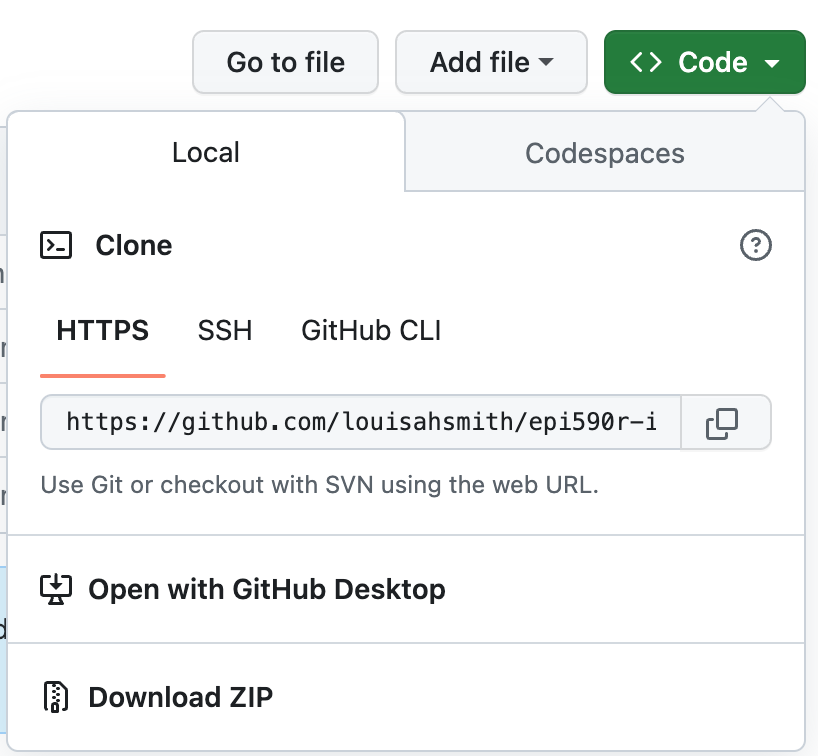 Go to file
Add file
<> Code
Local
Codespaces
Clone
HTTPS
SSH
GitHub CLI
https://github.com/louisahsmith/epi590r-i
Use Git or checkout with SVN using the web URL.
Open with GitHub Desktop
Download ZIP